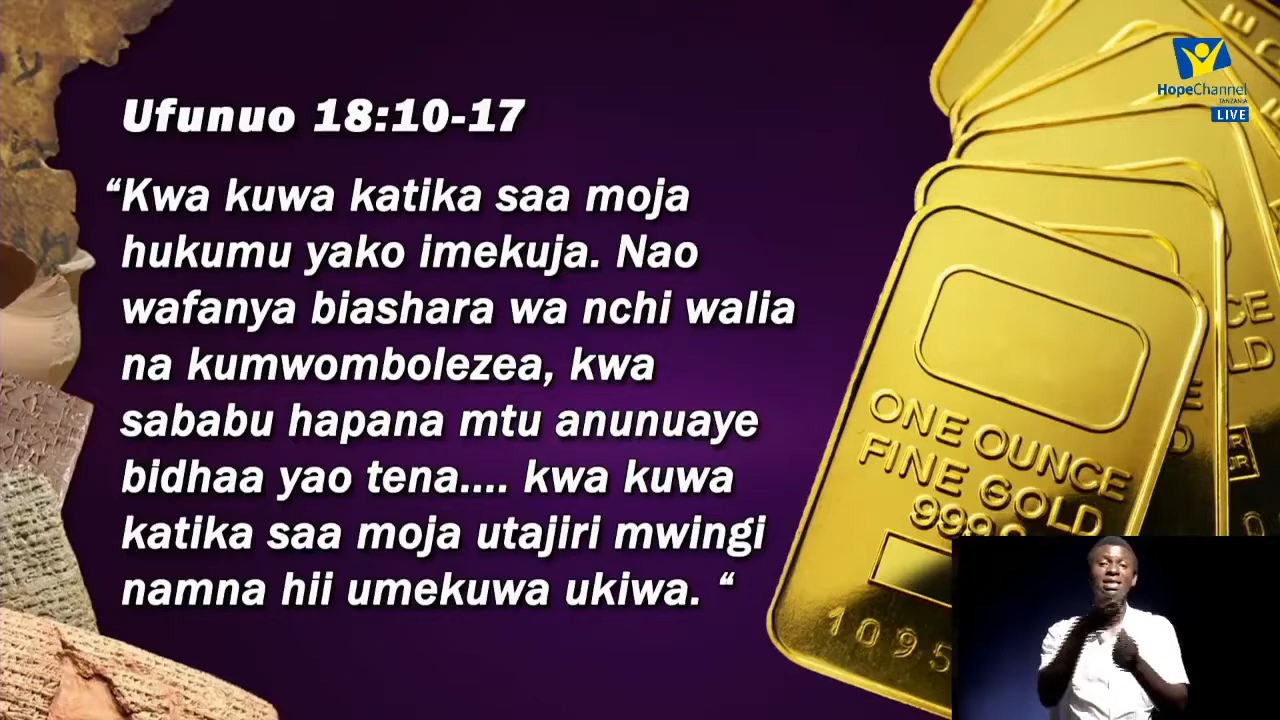 Ufunuo 18:10-17
“Kwa kuwa katika saa moja
hukumu yako imekuja. Nao
wafanya biashara wa nchi walia
na kumwombolezea, kwa
sababu hapana mtu anunuaye
bidhaa yao tena.... kwa kuwa
katika saa moja utajiri mwingi
namna hii umekuwa ukiwa. “
HopeChannel
TANZANIA
LIVE
ONE OUNCE
FINE GOLD
1095